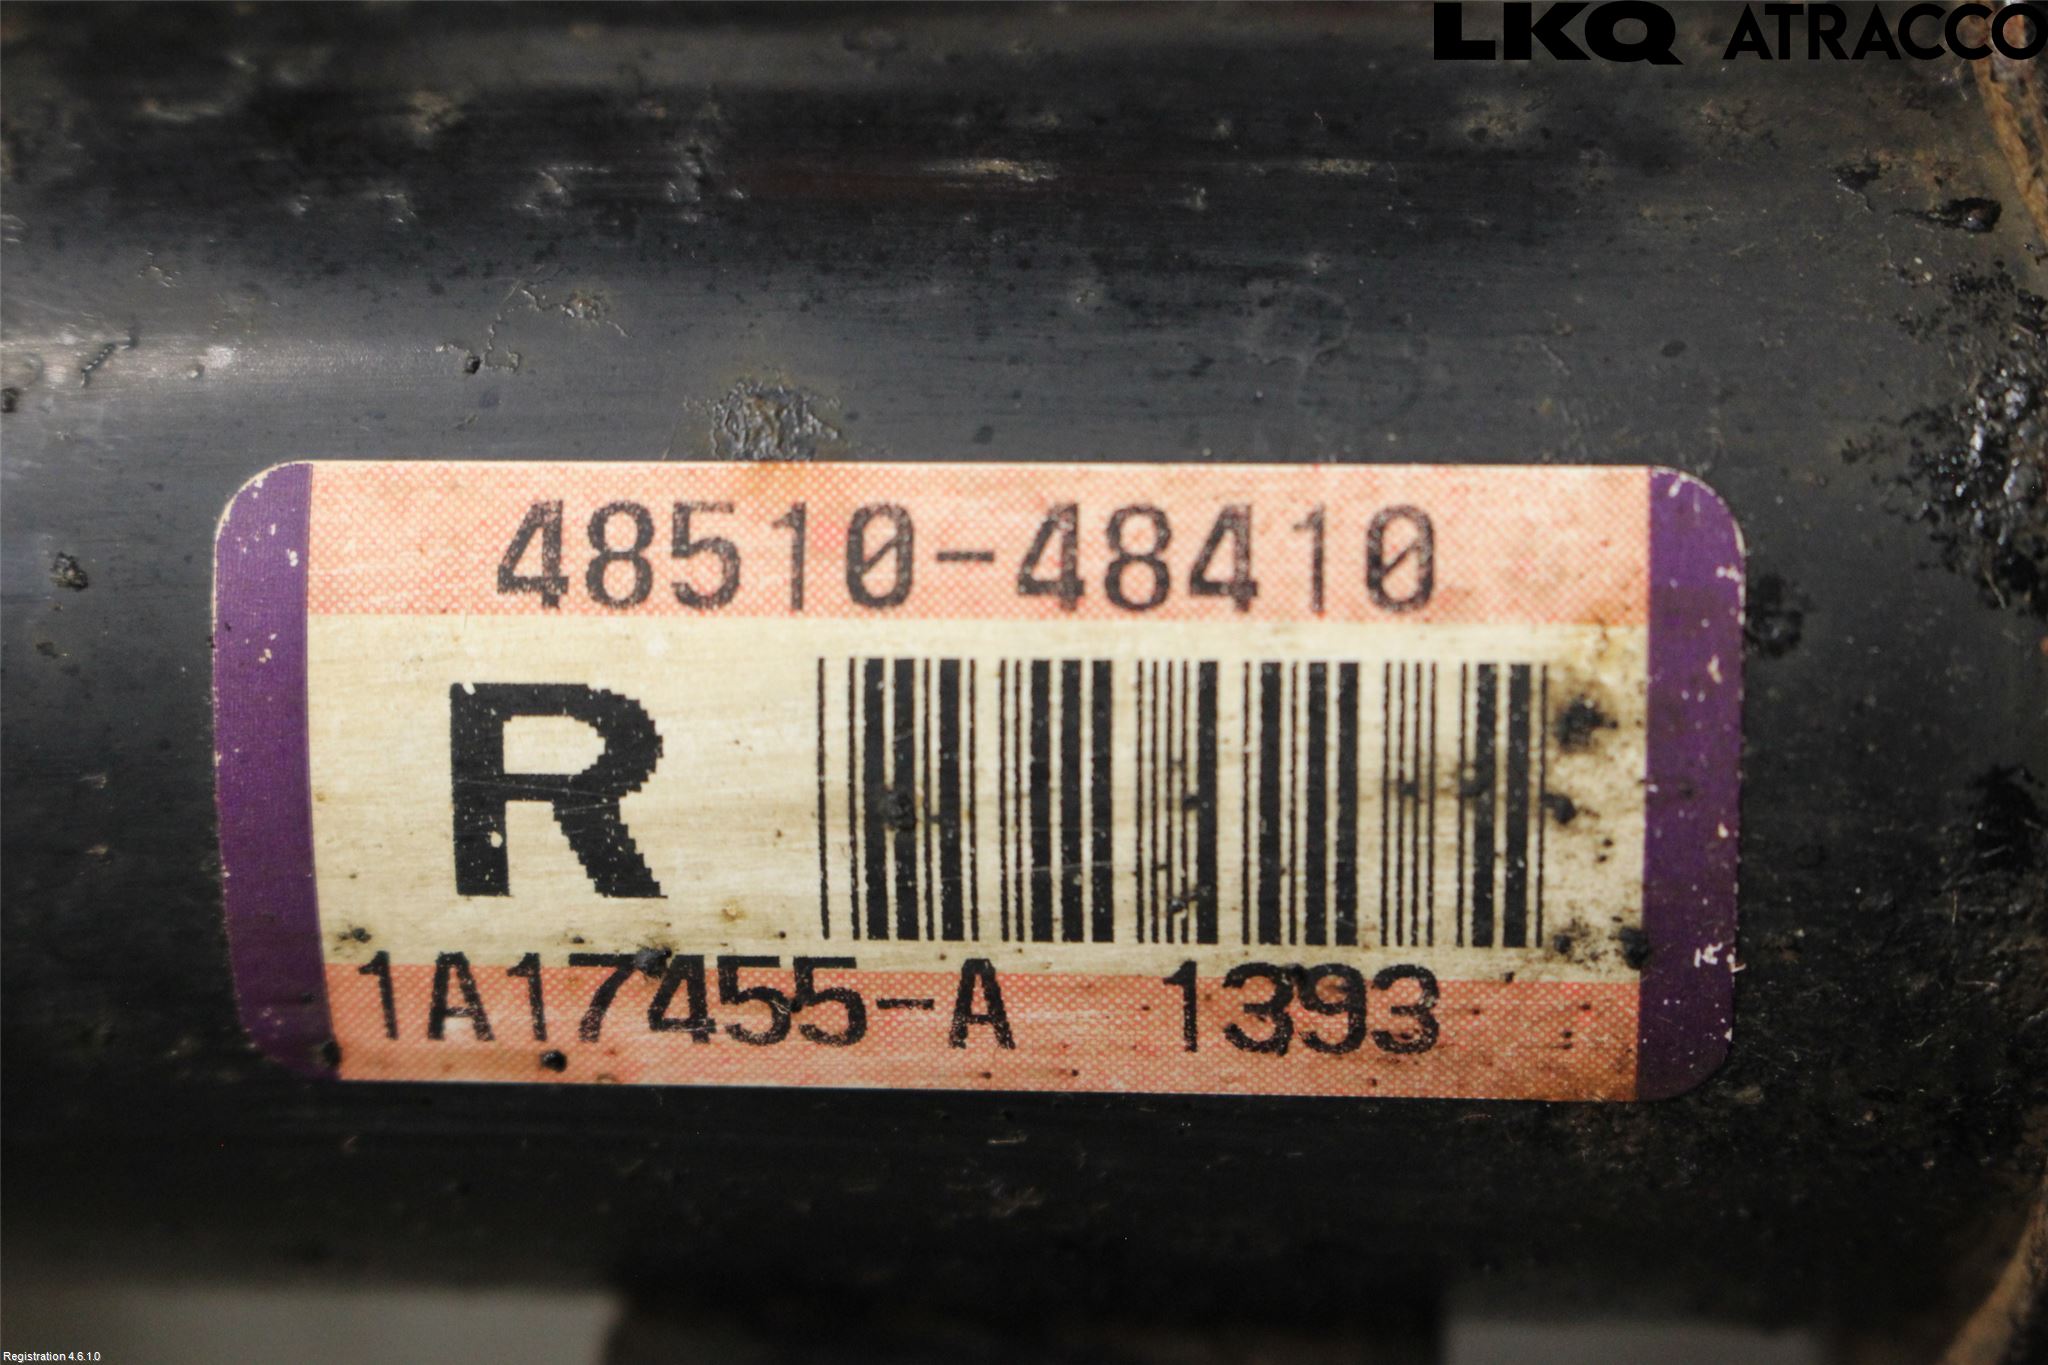 LKQ ATRACCO
48510-48410
R
1A17455-A 1393
Registration 4.6.1.0